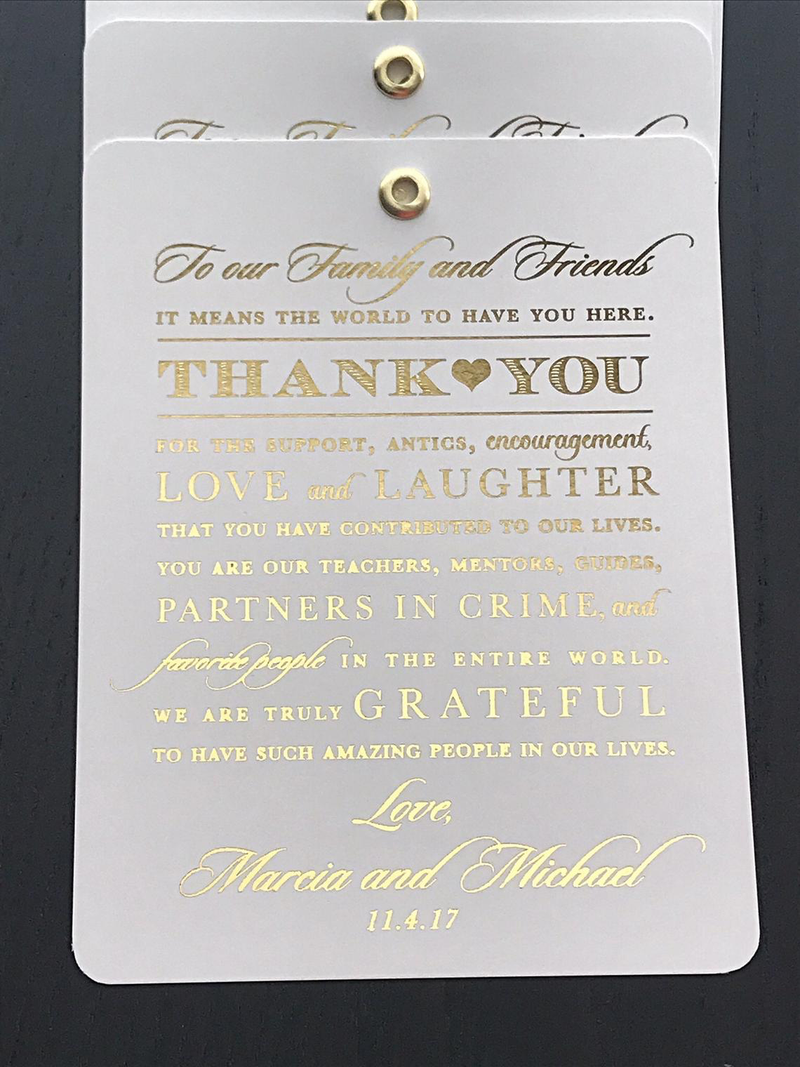 To our Family and Friends
IT MEANS THE WORLD TO HAVE YOU HERE.
THANK♥YOU
FOR THE SUPPORT, ANTICS, encouragement,
LOVE and LAUGHTER
THAT YOU HAVE CONTRIBUTED TO OUR LIVES.
YOU ARE OUR TEACHERS, MENTORS, GUIDES,
PARTNERS IN CRIME, and
favorite people IN THE ENTIRE WORLD.
WE ARE TRULY GRATEFUL
TO HAVE SUCH AMAZING PEOPLE IN OUR LIVES.
Love,
Marcia and Michael
11.4.17